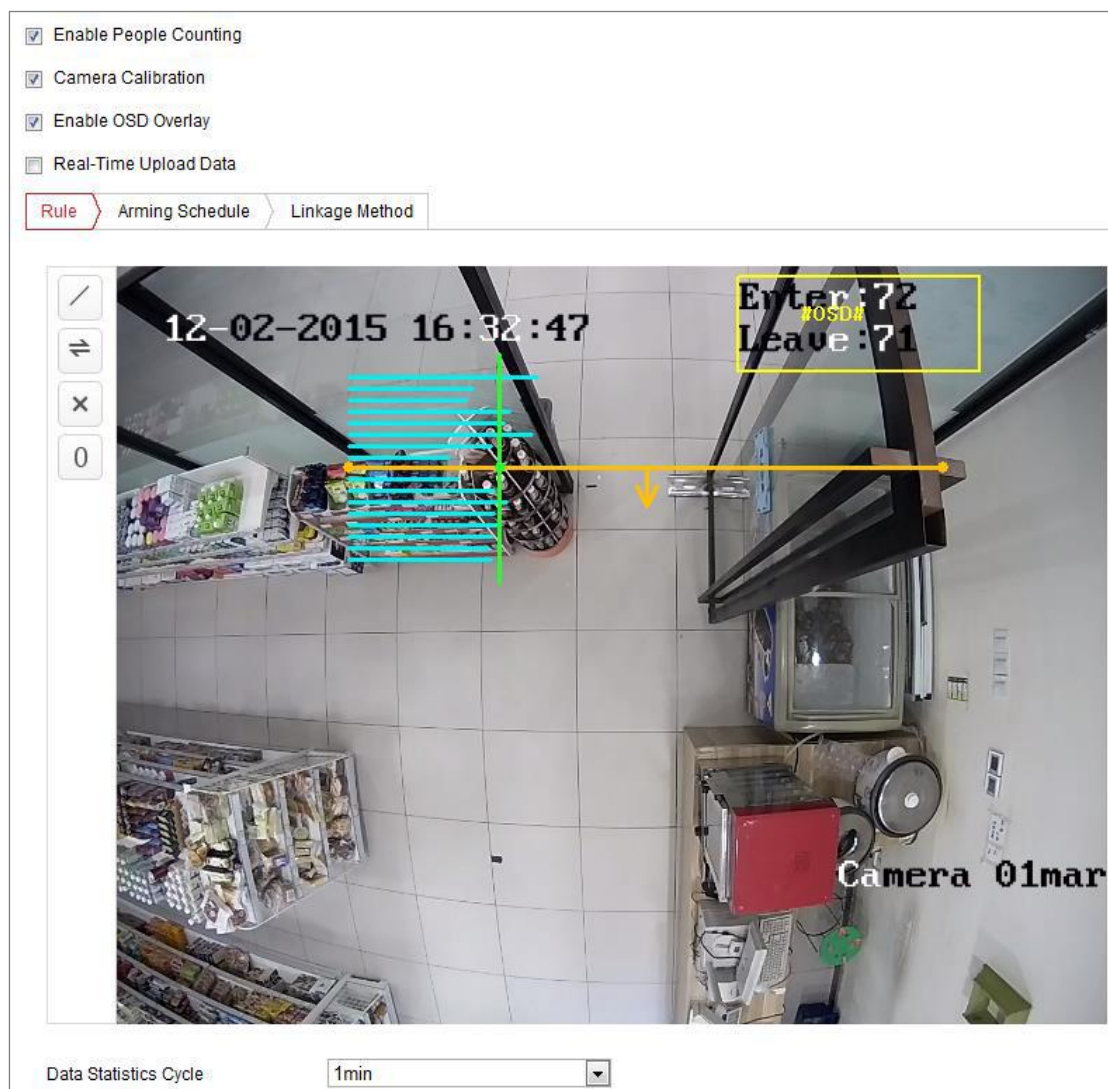 Enable People Counting
Camera Calibration
Enable OSD Overlay
Real-Time Upload Data
Rule
Arming Schedule
Linkage Method
12-02-2015 16:32:47
Enter:72
#OSD#
Leave:71
0
Camera 01mar
Data Statistics Cycle
1min